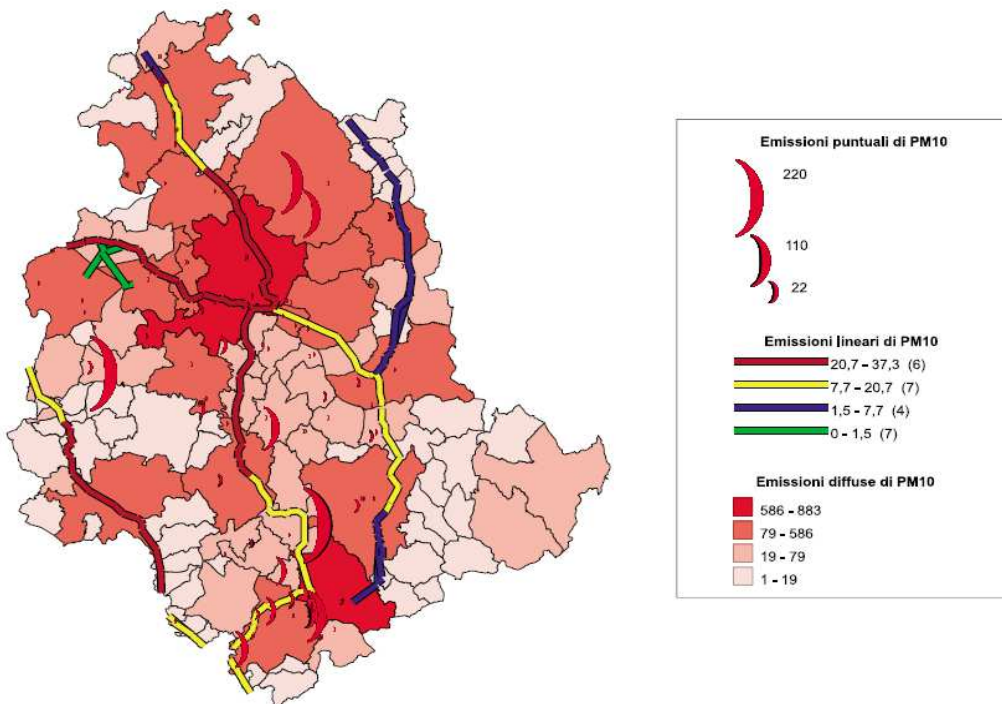 Emissioni puntuali di PM10
220
110
22
Emissioni lineari di PM10
20,7 – 37,3 (6)
7,7 – 20,7 (7)
1,5 – 7,7 (4)
0 – 1,5 (7)
Emissioni diffuse di PM10
586 – 883
79 – 586
19 – 79
1 – 19